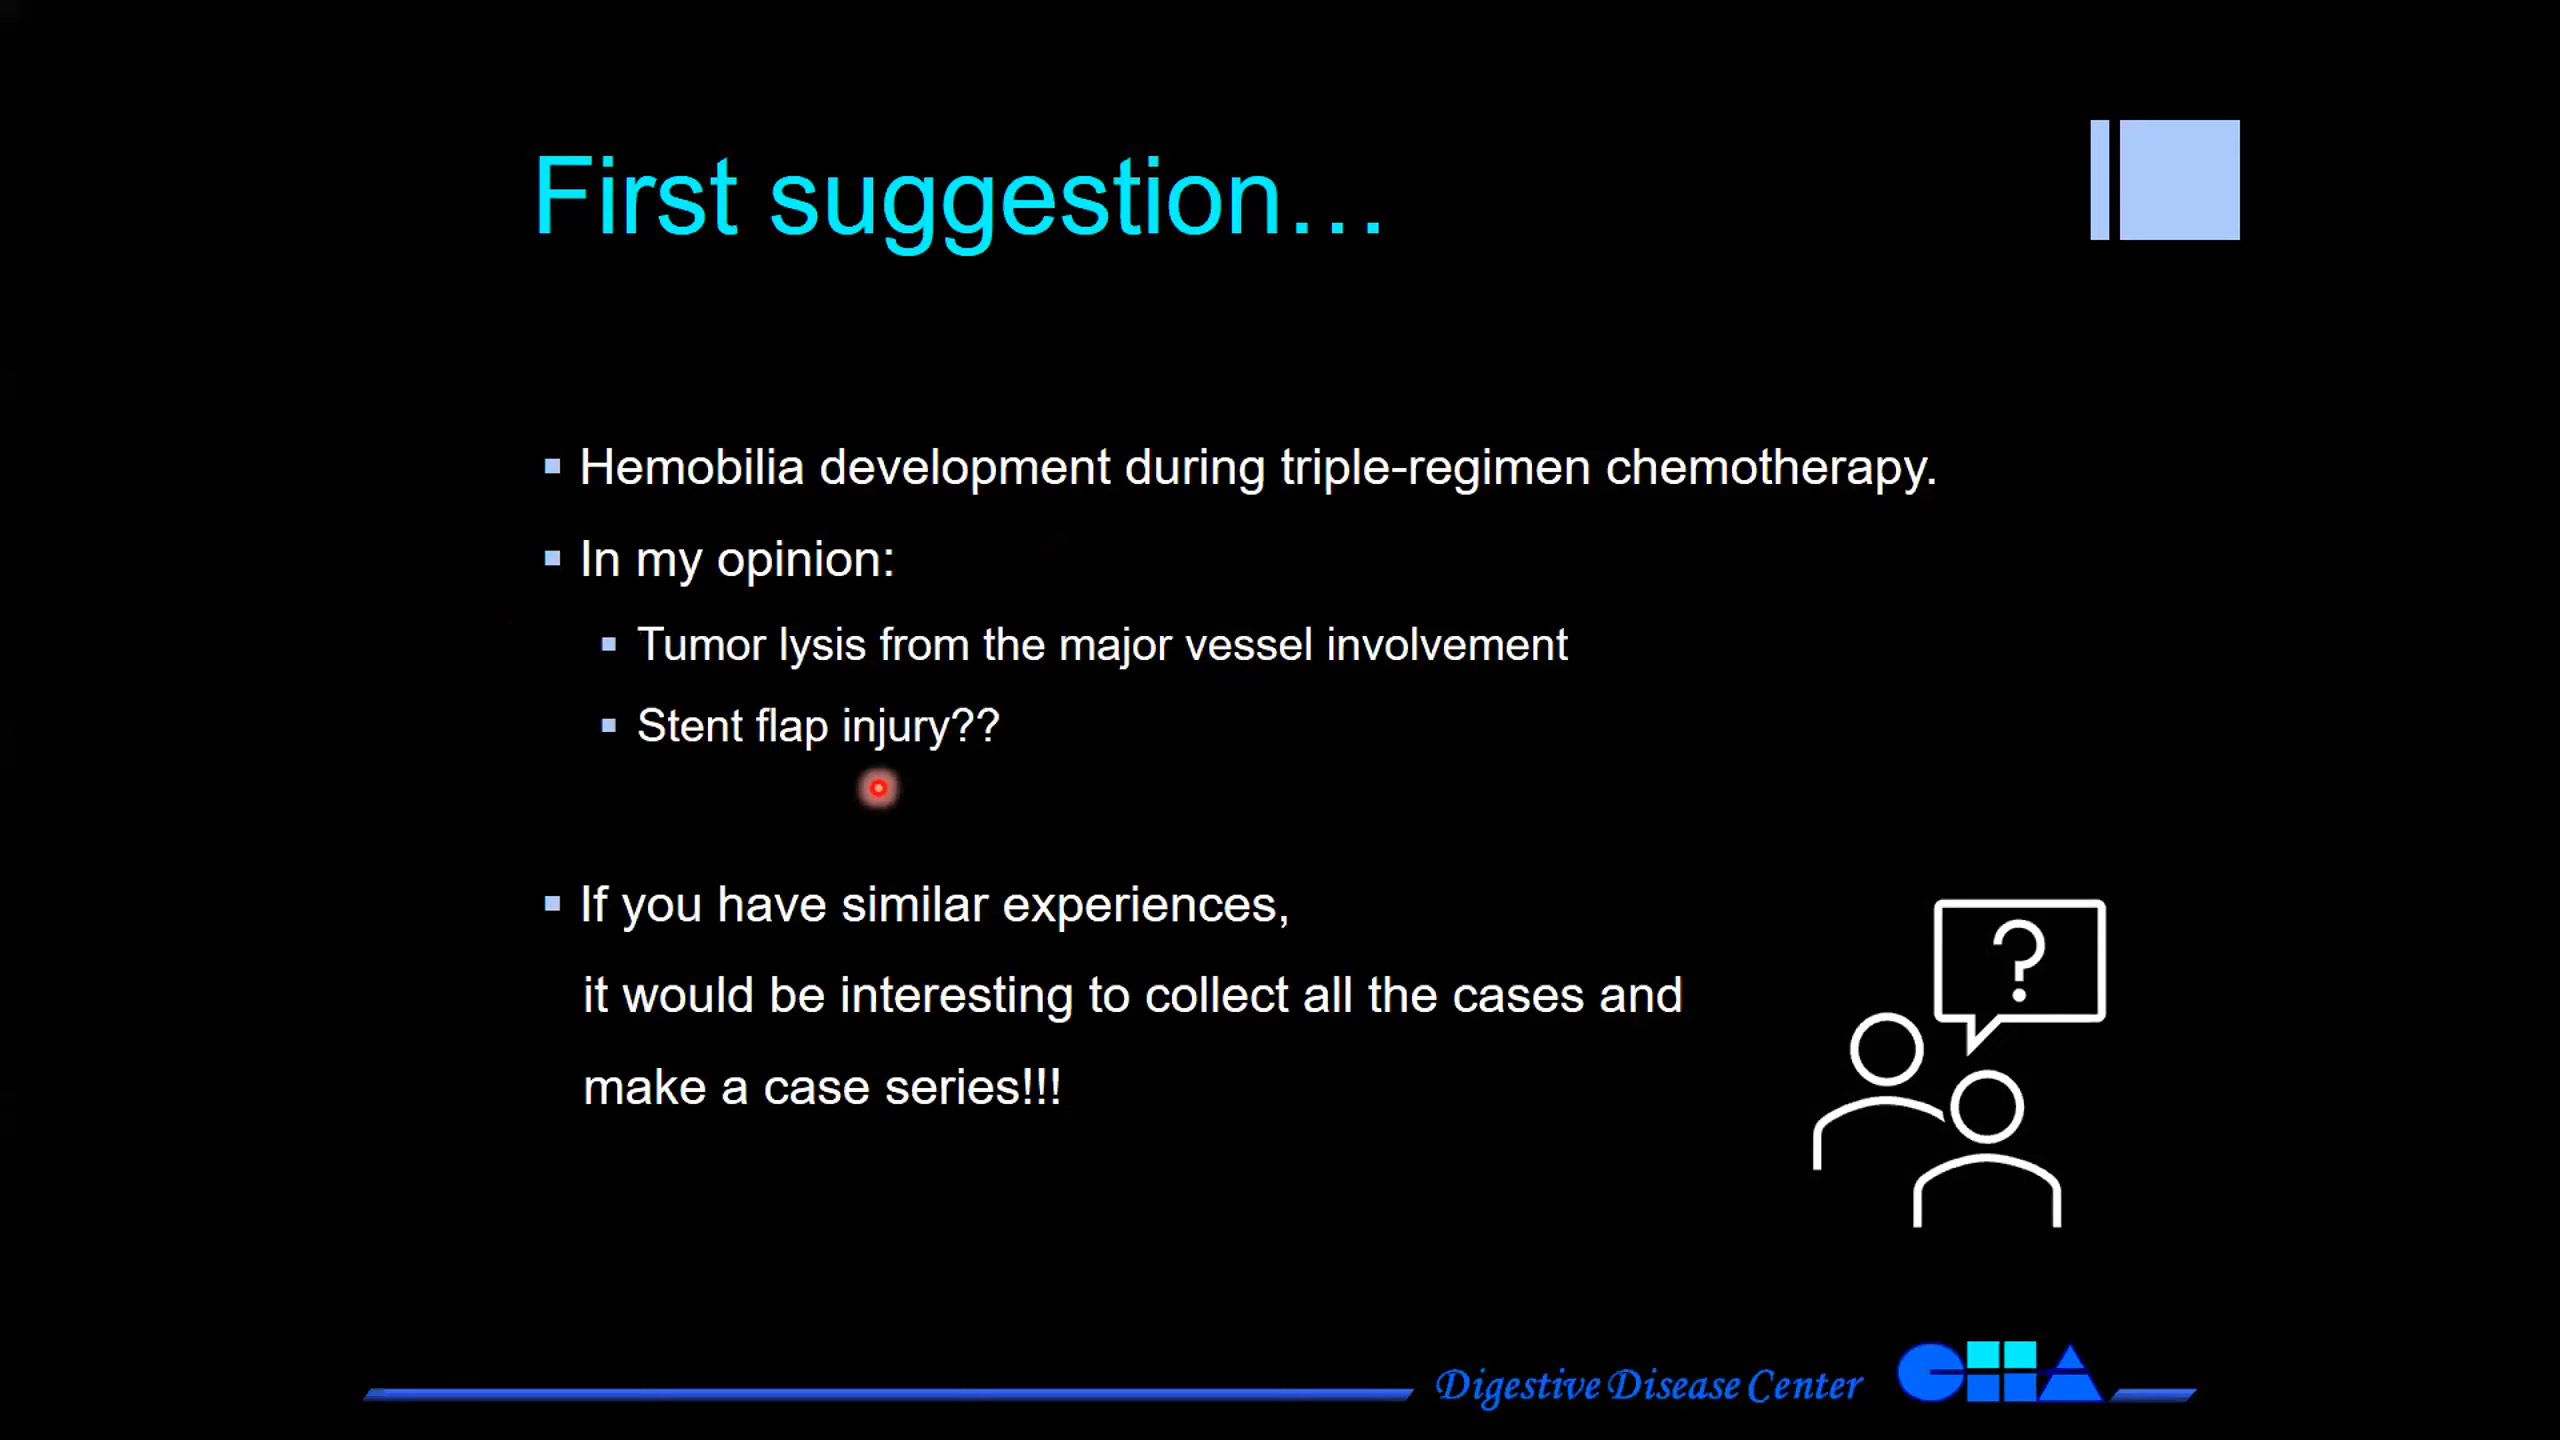 First suggestion…
Hemobilia development during triple-regimen chemotherapy.
In my opinion:
Tumor lysis from the major vessel involvement
Stent flap injury??
If you have similar experiences,
it would be interesting to collect all the cases and
make a case series!!!
?
Digestive Disease Center CHA